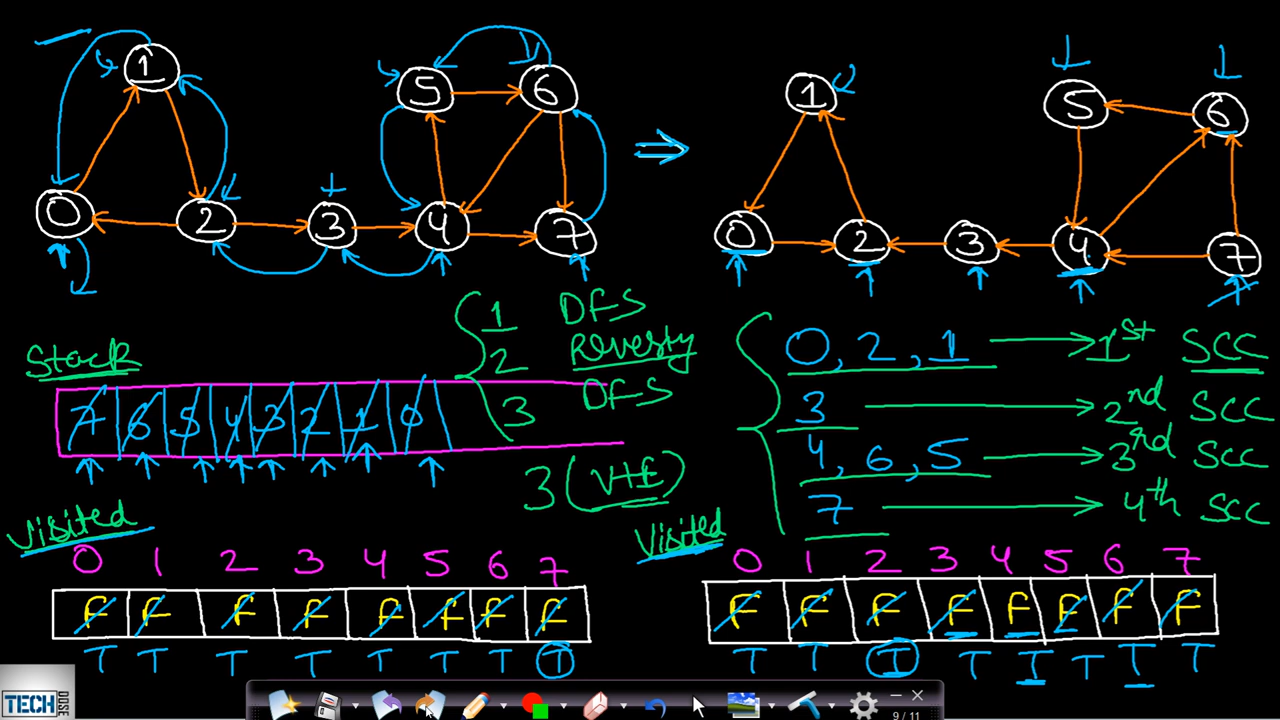 1
5
6
0
2
3
4
7
1
5
6
0
2
3
4
7
Stack
7 6 5 4 3 2 1 0
1 DFS
2 Reverse
3 DFS
3(V+E)
0, 2, 1 → 1st SCC
3 → 2nd SCC
4, 6, 5 → 3rd SCC
7 → 4th SCC
Visited
0 1 2 3 4 5 6 7
F F F F F F F F
T T T T T T T T
Visited
0 1 2 3 4 5 6 7
F F F F F F F F
T T T T T T T T
TECH
DOSE
9 / 11